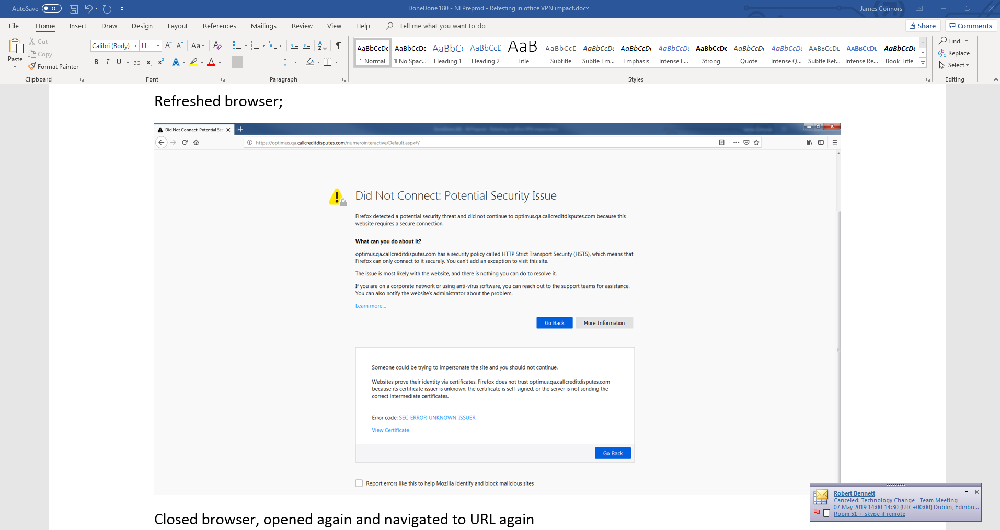 AutoSave Off DoneDone 180 - NI Preprod - Retesting in office VPN impact.docx James Connors
File Home Insert Draw Design Layout References Mailings Review View Help Tell me what you want to do Share Comments
Paste Cut Copy Format Painter
Calibri (Body) 11
¶ Normal ¶ No Spac... Heading 1 Heading 2 Title Subtitle Subtle Em... Emphasis Intense E... Strong Quote Intense Q... Subtle Ref... Intense Re... Book Title
Find
Replace
Select
Clipboard Font Paragraph Styles Editing
Refreshed browser;
Did Not Connect: Potential Sec
https://optimus.qa.callcreditdisputes.com/numerointeractive/Default.aspx#/
Did Not Connect: Potential Security Issue
Firefox detected a potential security threat and did not continue to optimus.qa.callcreditdisputes.com because this
website requires a secure connection.
What can you do about it?
optimus.qa.callcreditdisputes.com has a security policy called HTTP Strict Transport Security (HSTS), which means that
Firefox can only connect to it securely. You can't add an exception to visit this site.
The issue is most likely with the website, and there is nothing you can do to resolve it.
If you are on a corporate network or using anti-virus software, you can reach out to the support teams for assistance.
You can also notify the website's administrator about the problem.
Learn more...
Go Back More Information
Someone could be trying to impersonate the site and you should not continue.
Websites prove their identity via certificates. Firefox does not trust optimus.qa.callcreditdisputes.com
because its certificate issuer is unknown, the certificate is self-signed, or the server is not sending the
correct intermediate certificates.
Error code: SEC_ERROR_UNKNOWN_ISSUER
View Certificate
Go Back
Report errors like this to help Mozilla identify and block malicious sites
Robert Bennett
Canceled: Technology Change - Team Meeting
07 May 2019 14:00-14:30 (UTC+00:00) Dublin, Edinbu...
Room 51 + skype if remote
Closed browser, opened again and navigated to URL again